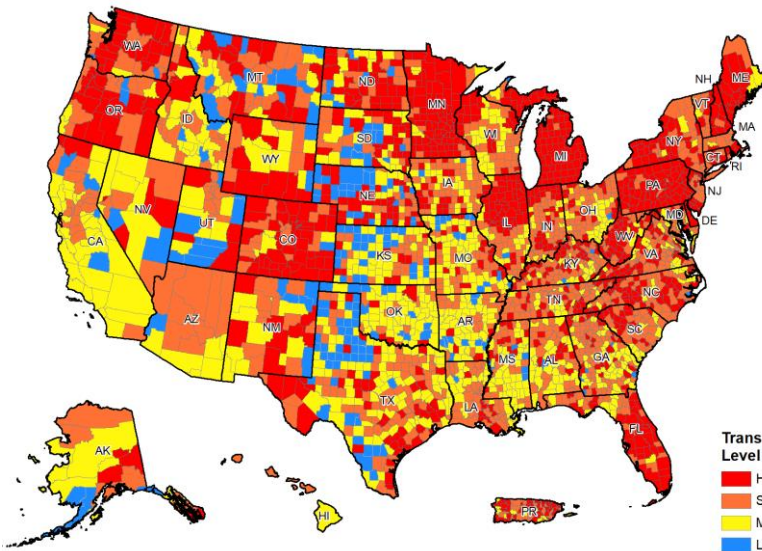 WA
MT
ND
MN
ME
NH
VT
OR
ID
SD
WI
NY
MA
WY
MI
CT
RI
IA
PA
NJ
NE
NV
UT
IL
IN
OH
MD
DE
CA
CO
WV
KS
MO
KY
VA
AZ
NM
OK
TN
NC
AR
SC
MS
AL
GA
TX
LA
FL
AK
HI
PR
Trans
Level
H
S
M
L